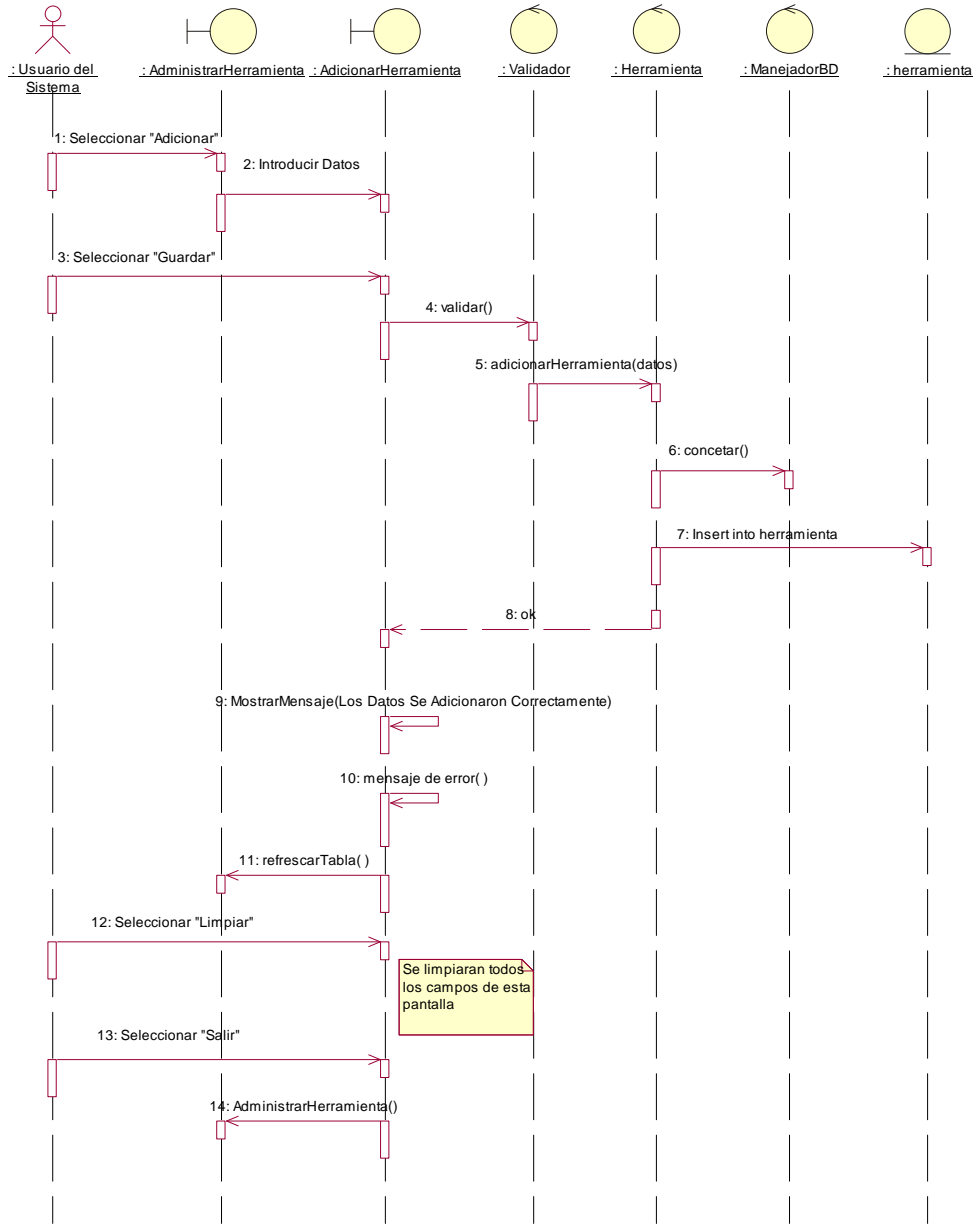 : Usuario del
Sistema
: AdministrarHerramienta
: AdicionarHerramienta
: Validador
: Herramienta
: ManejadorBD
: herramienta
1: Seleccionar "Adicionar"
2: Introducir Datos
3: Seleccionar "Guardar"
4: validar()
5: adicionarHerramienta(datos)
6: concetar()
7: Insert into herramienta
8: ok
9: MostrarMensaje(Los Datos Se Adicionaron Correctamente)
10: mensaje de error( )
11: refrescarTabla( )
12: Seleccionar "Limpiar"
Se limpiaran todos
los campos de esta
pantalla
13: Seleccionar "Salir"
14: AdministrarHerramienta()